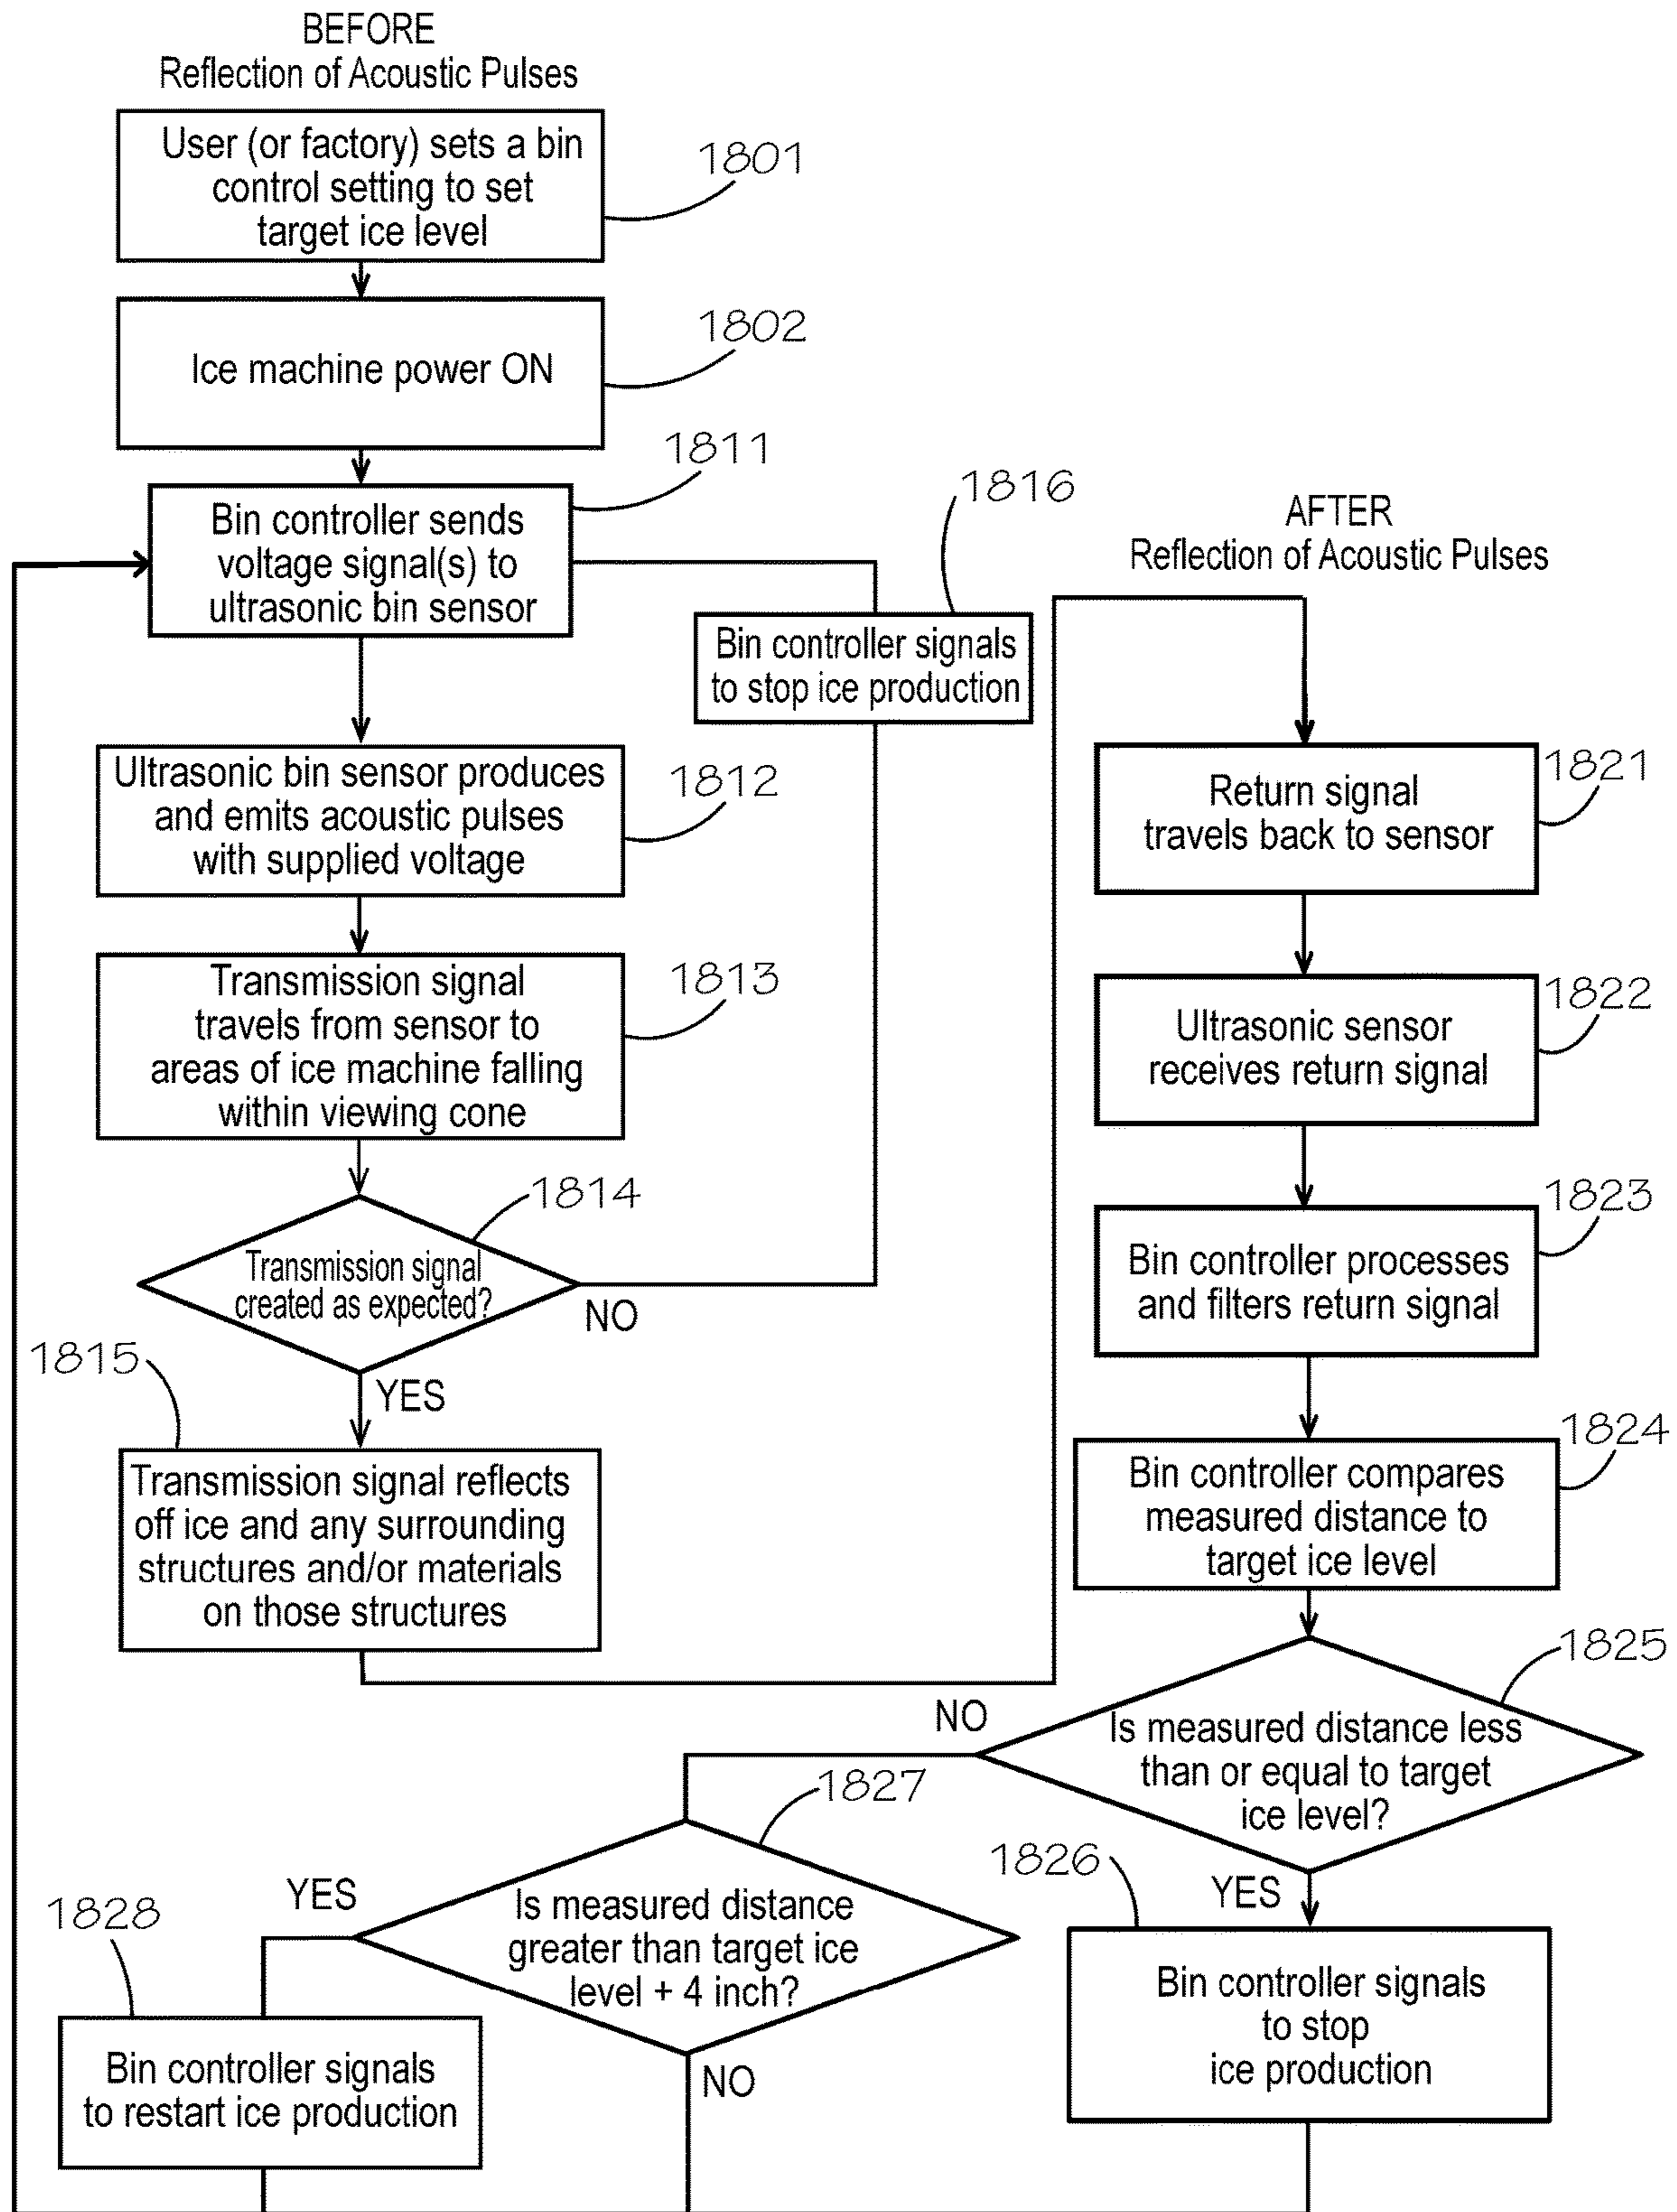 BEFORE
Reflection of Acoustic Pulses
User (or factory) sets a bin
control setting to set
target ice level
1801
Ice machine power ON
1802
Bin controller sends
voltage signal(s) to
ultrasonic bin sensor
1811
Bin controller signals
to stop ice production
1816
Ultrasonic bin sensor produces
and emits acoustic pulses
with supplied voltage
1812
Transmission signal
travels from sensor to
areas of ice machine falling
within viewing cone
1813
Transmission signal
created as expected?
1814
NO
YES
1815
Transmission signal reflects
off ice and any surrounding
structures and/or materials
on those structures
AFTER
Reflection of Acoustic Pulses
Return signal
travels back to sensor
1821
Ultrasonic sensor
receives return signal
1822
Bin controller processes
and filters return signal
1823
Bin controller compares
measured distance to
target ice level
1824
Is measured distance less
than or equal to target
ice level?
1825
NO
YES
1826
Bin controller signals
to stop
ice production
1827
Is measured distance
greater than target ice
level + 4 inch?
YES
NO
1828
Bin controller signals
to restart ice production